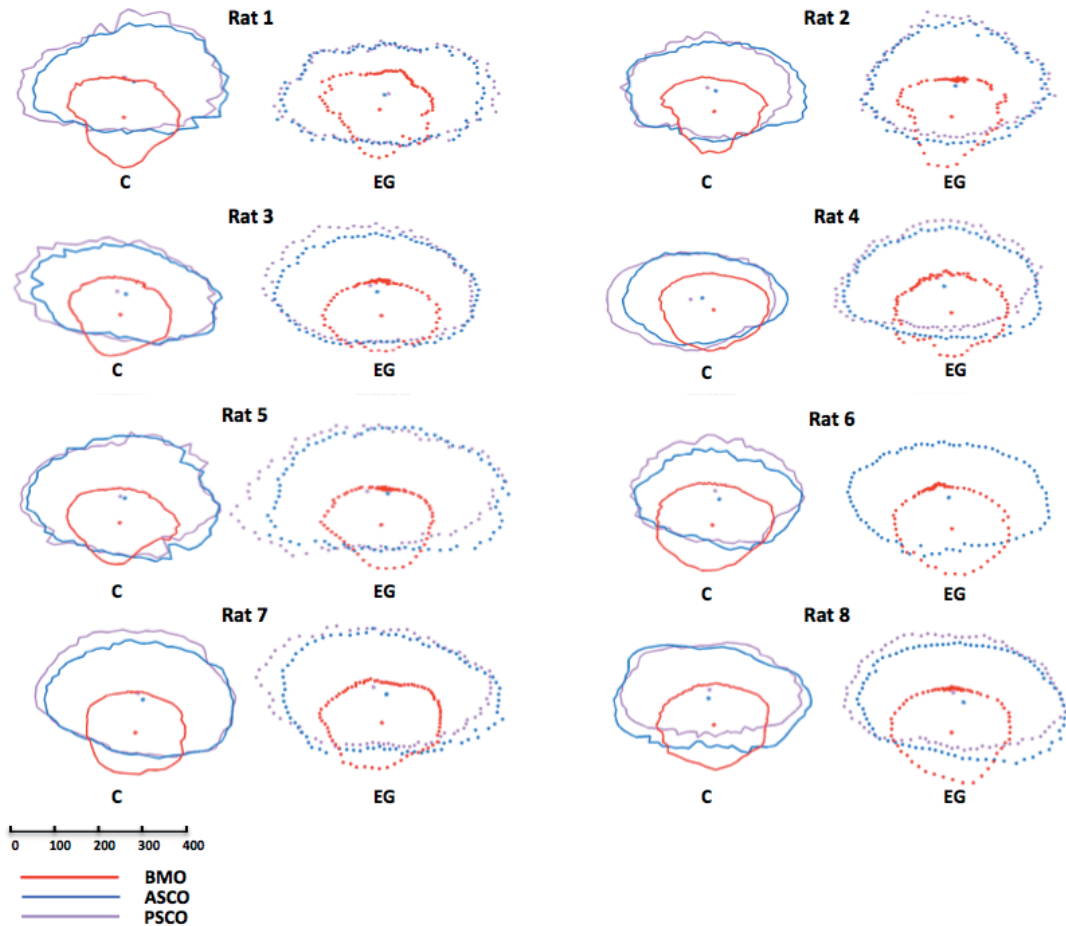 Rat 1 Rat 2
C EG C EG
Rat 3 Rat 4
C EG C EG
Rat 5 Rat 6
C EG C EG
Rat 7 Rat 8
C EG C EG
0 100 200 300 400
BMO
ASCO
PSCO